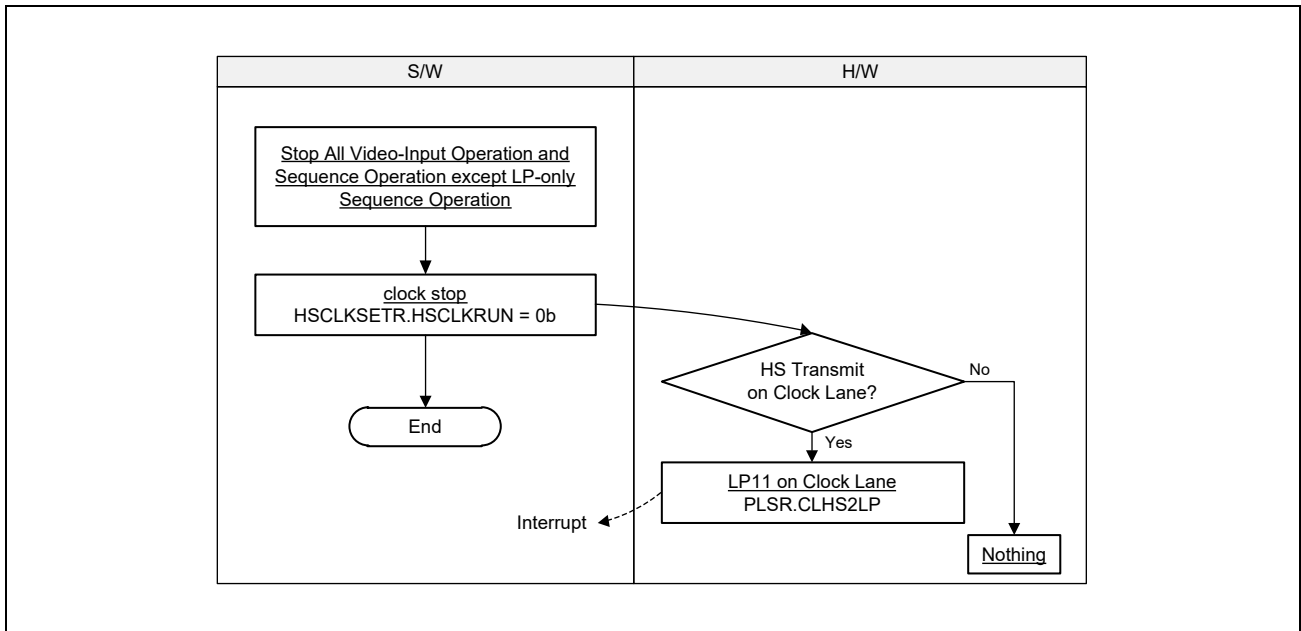 S/W
H/W
Stop All Video-Input Operation and
Sequence Operation except LP-only
Sequence Operation
clock stop
HSCLKSETR.HSCLKRUN = 0b
HS Transmit
on Clock Lane?
No
Yes
End
LP11 on Clock Lane
PLSR.CLHS2LP
Interrupt
Nothing